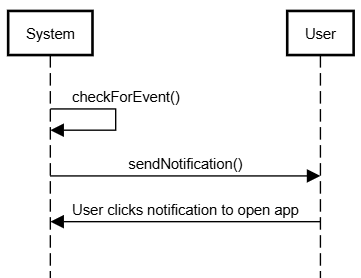 System
User
checkForEvent()
sendNotification()
User clicks notification to open app